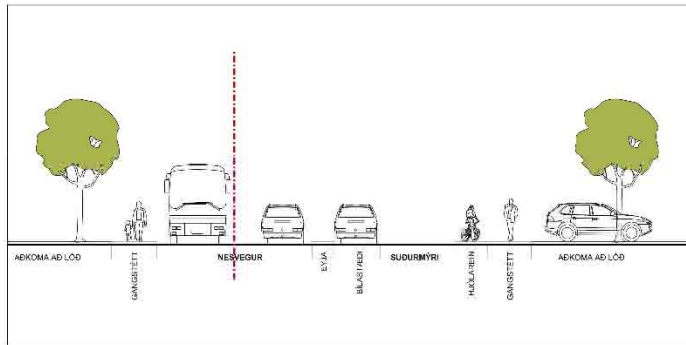 AÐKOMA AÐ LÓÐ
GANGSTÉTT
NESVEGUR
EYJA
BÍLASTÆÐI
SUÐURMÝRI
HJÓLAREIN
GANGSTÉTT
AÐKOMA AÐ LÓÐ